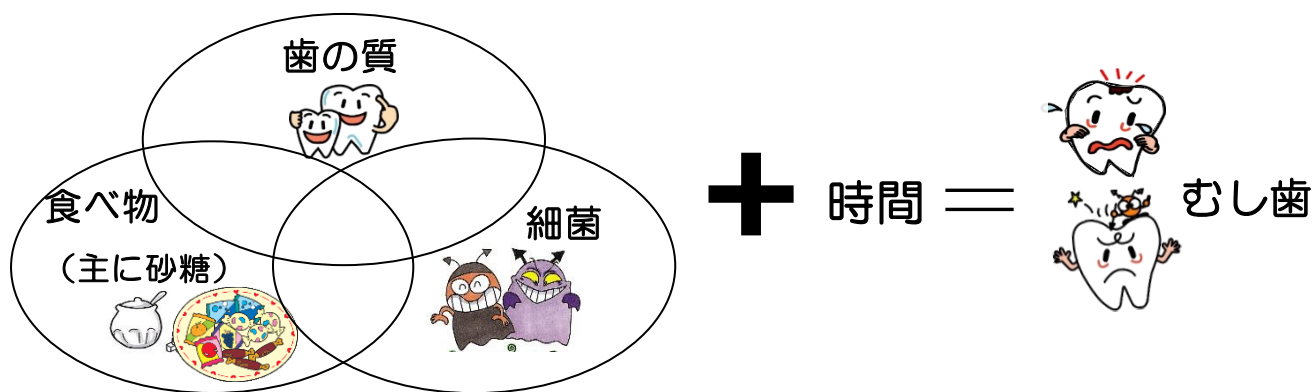 歯の質
食べ物
（主に砂糖）
細菌
+
時間
=
むし歯